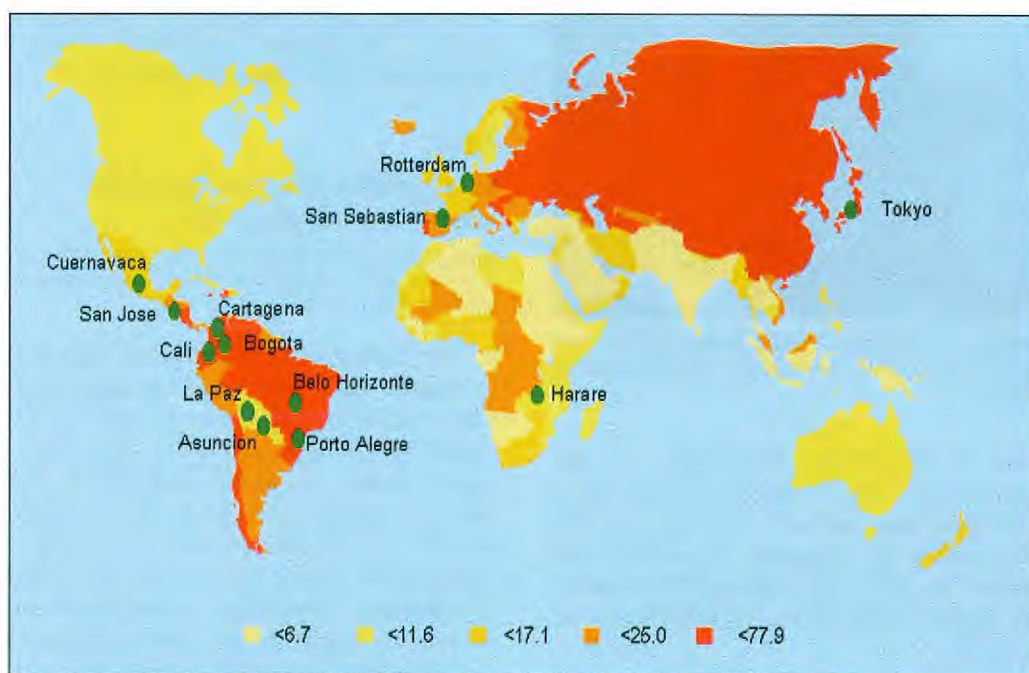 Rotterdam
San Sebastian
Tokyo
Cuernavaca
San Jose
Cartagena
Cali
Bogota
La Paz
Belo Horizonte
Harare
Asuncion
Porto Alegre
<6.7 <11.6 <17.1 <25.0 <77.9